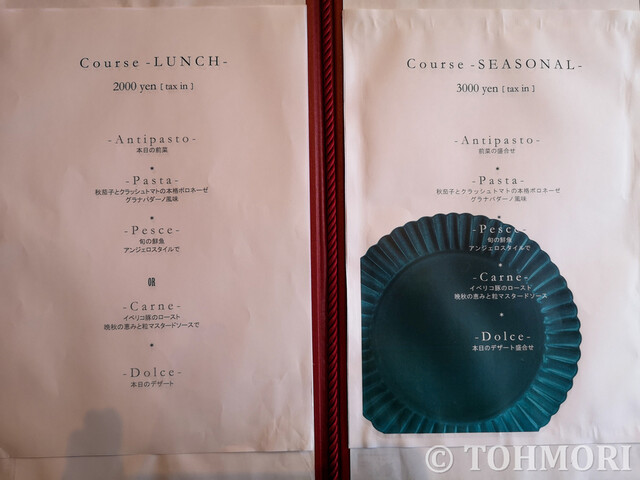 Course -LUNCH-
2000 yen [ tax in ]
-Antipasto-
本日の前菜
-Pasta-
秋茄子とクラッシュトマトの本格ボロネーゼ
グラナパダーノ風味
-Pesce-
旬の鮮魚
アンジェロスタイルで
OR
-Carne-
イベリコ豚のロースト
晩秋の恵みと粒マスタードソースで
-Dolce-
本日のデザート
Course -SEASONAL-
3000 yen [ tax in ]
-Antipasto-
前菜の盛合せ
-Pasta-
秋茄子とクラッシュトマトの本格ボロネーゼ
グラナパダーノ風味
-Pesce-
旬の鮮魚
アンジェロスタイルで
-Carne-
イベリコ豚のロースト
晩秋の恵みと粒マスタードソース
-Dolce-
本日のデザート盛合せ
© TOHMORI